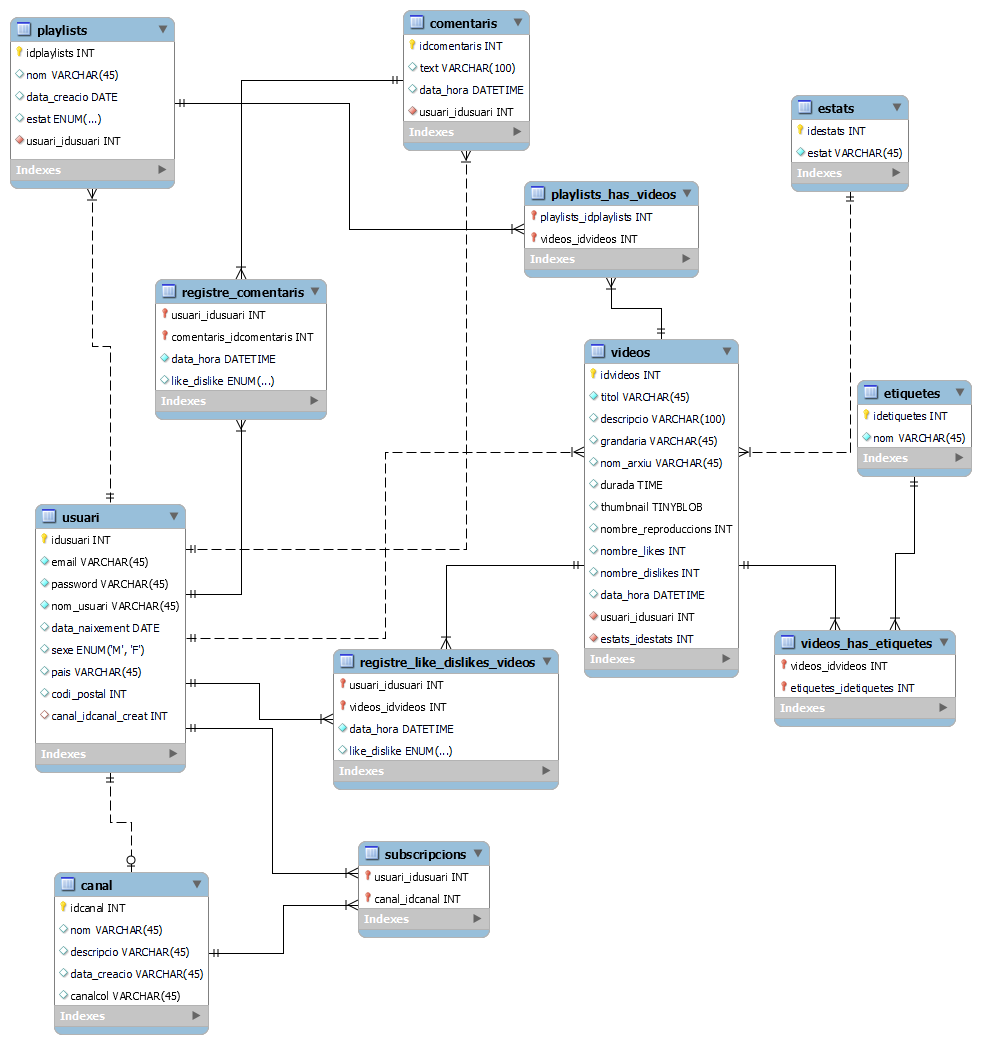 playlists
idplaylists INT
nom VARCHAR(45)
data_creacio DATE
estat ENUM(...)
usuari_idusuari INT
Indexes
comentaris
idcomentaris INT
text VARCHAR(100)
data_hora DATETIME
usuari_idusuari INT
Indexes
estats
idestats INT
estat VARCHAR(45)
Indexes
playlists_has_videos
playlists_idplaylists INT
videos_idvideos INT
Indexes
registre_comentaris
usuari_idusuari INT
comentaris_idcomentaris INT
data_hora DATETIME
like_dislike ENUM(...)
Indexes
videos
idvideos INT
titol VARCHAR(45)
descripcio VARCHAR(100)
grandaria VARCHAR(45)
nom_arxiu VARCHAR(45)
durada TIME
thumbnail TINYBLOB
nombre_reproduccions INT
nombre_likes INT
nombre_dislikes INT
data_hora DATETIME
usuari_idusuari INT
estats_idestats INT
Indexes
etiquetes
idetiquetes INT
nom VARCHAR(45)
Indexes
usuari
idusuari INT
email VARCHAR(45)
password VARCHAR(45)
nom_usuari VARCHAR(45)
data_naixement DATE
sexe ENUM('M', 'F')
pais VARCHAR(45)
codi_postal INT
canal_idcanal_creat INT
Indexes
registre_like_dislikes_videos
usuari_idusuari INT
videos_idvideos INT
data_hora DATETIME
like_dislike ENUM(...)
Indexes
videos_has_etiquetes
videos_idvideos INT
etiquetes_idetiquetes INT
Indexes
subscripcions
usuari_idusuari INT
canal_idcanal INT
Indexes
canal
idcanal INT
nom VARCHAR(45)
descripcio VARCHAR(45)
data_creacio VARCHAR(45)
canalcol VARCHAR(45)
Indexes